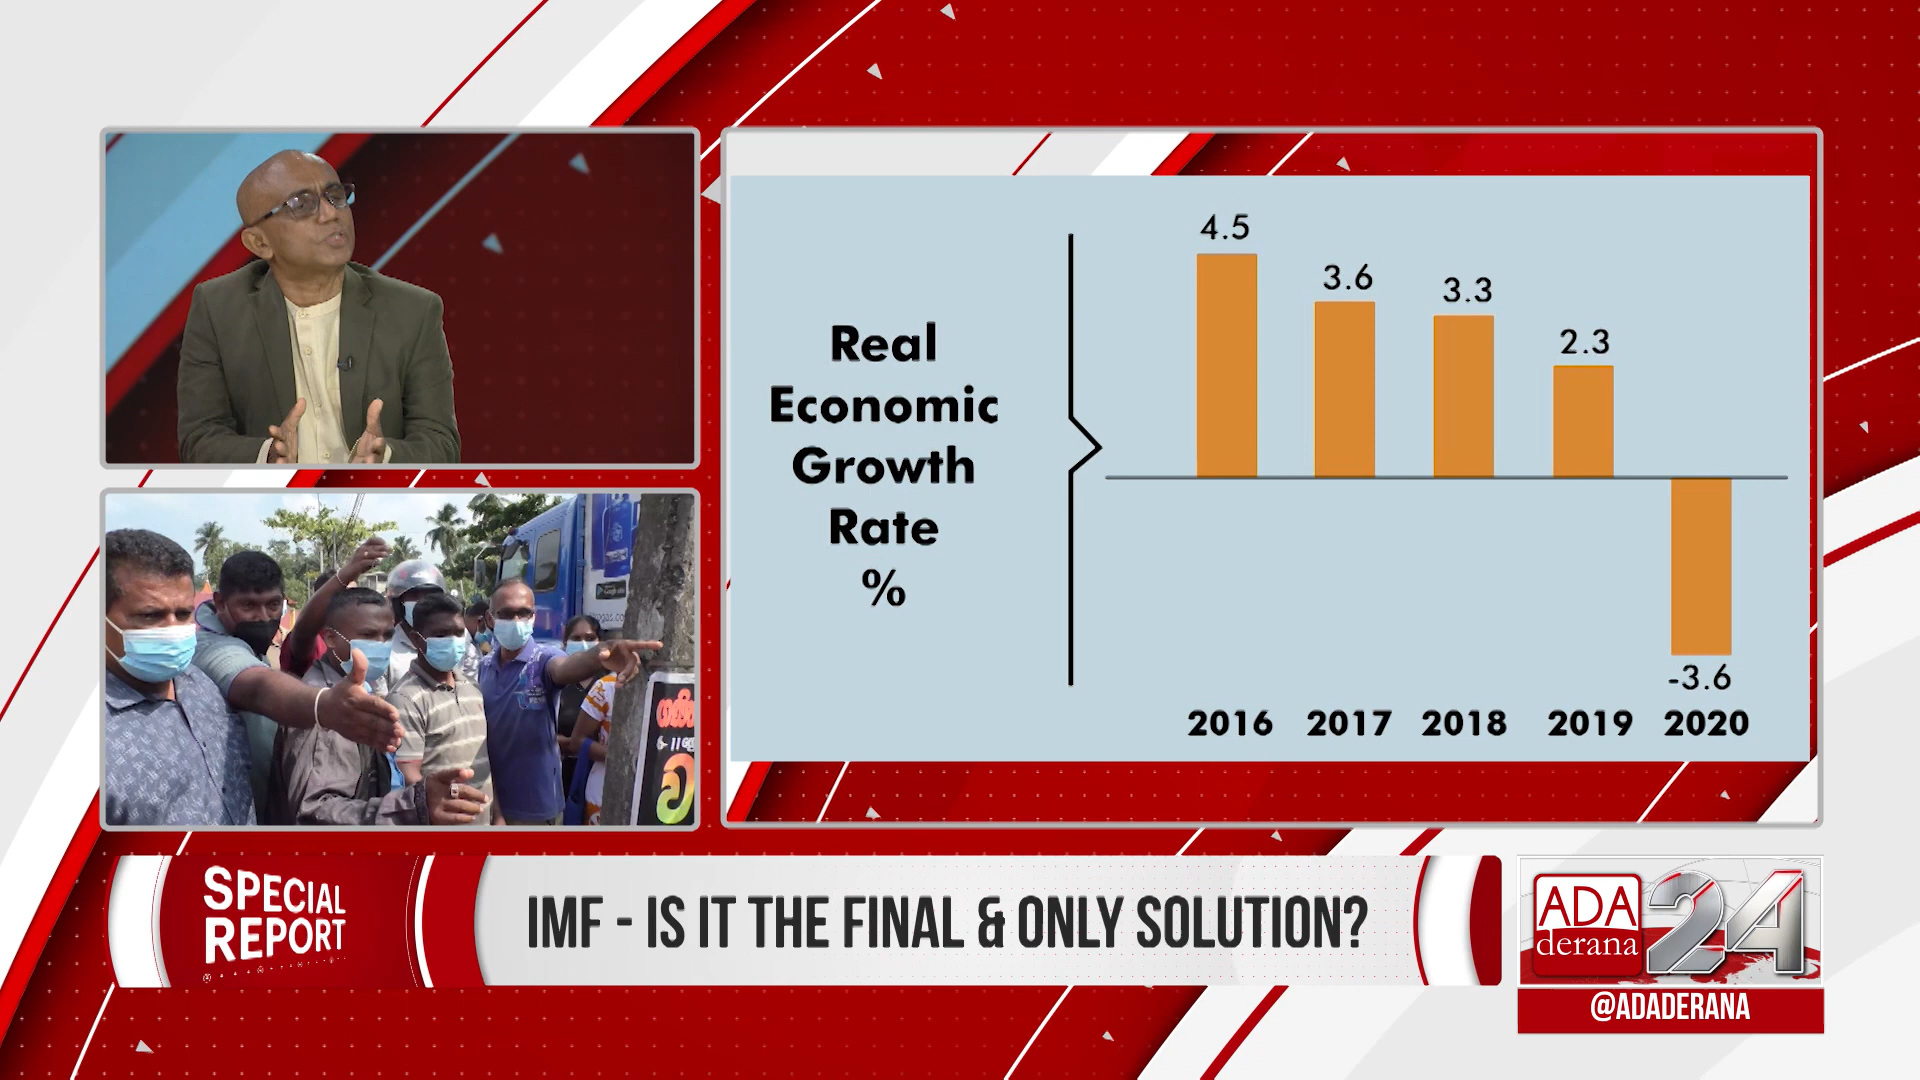 Real
Economic
Growth
Rate
%
4.5
3.6
3.3
2.3
-3.6
2016 2017 2018 2019 2020
SPECIAL
REPORT
IMF - IS IT THE FINAL & ONLY SOLUTION?
ADA
derana
24
@ADADERANA